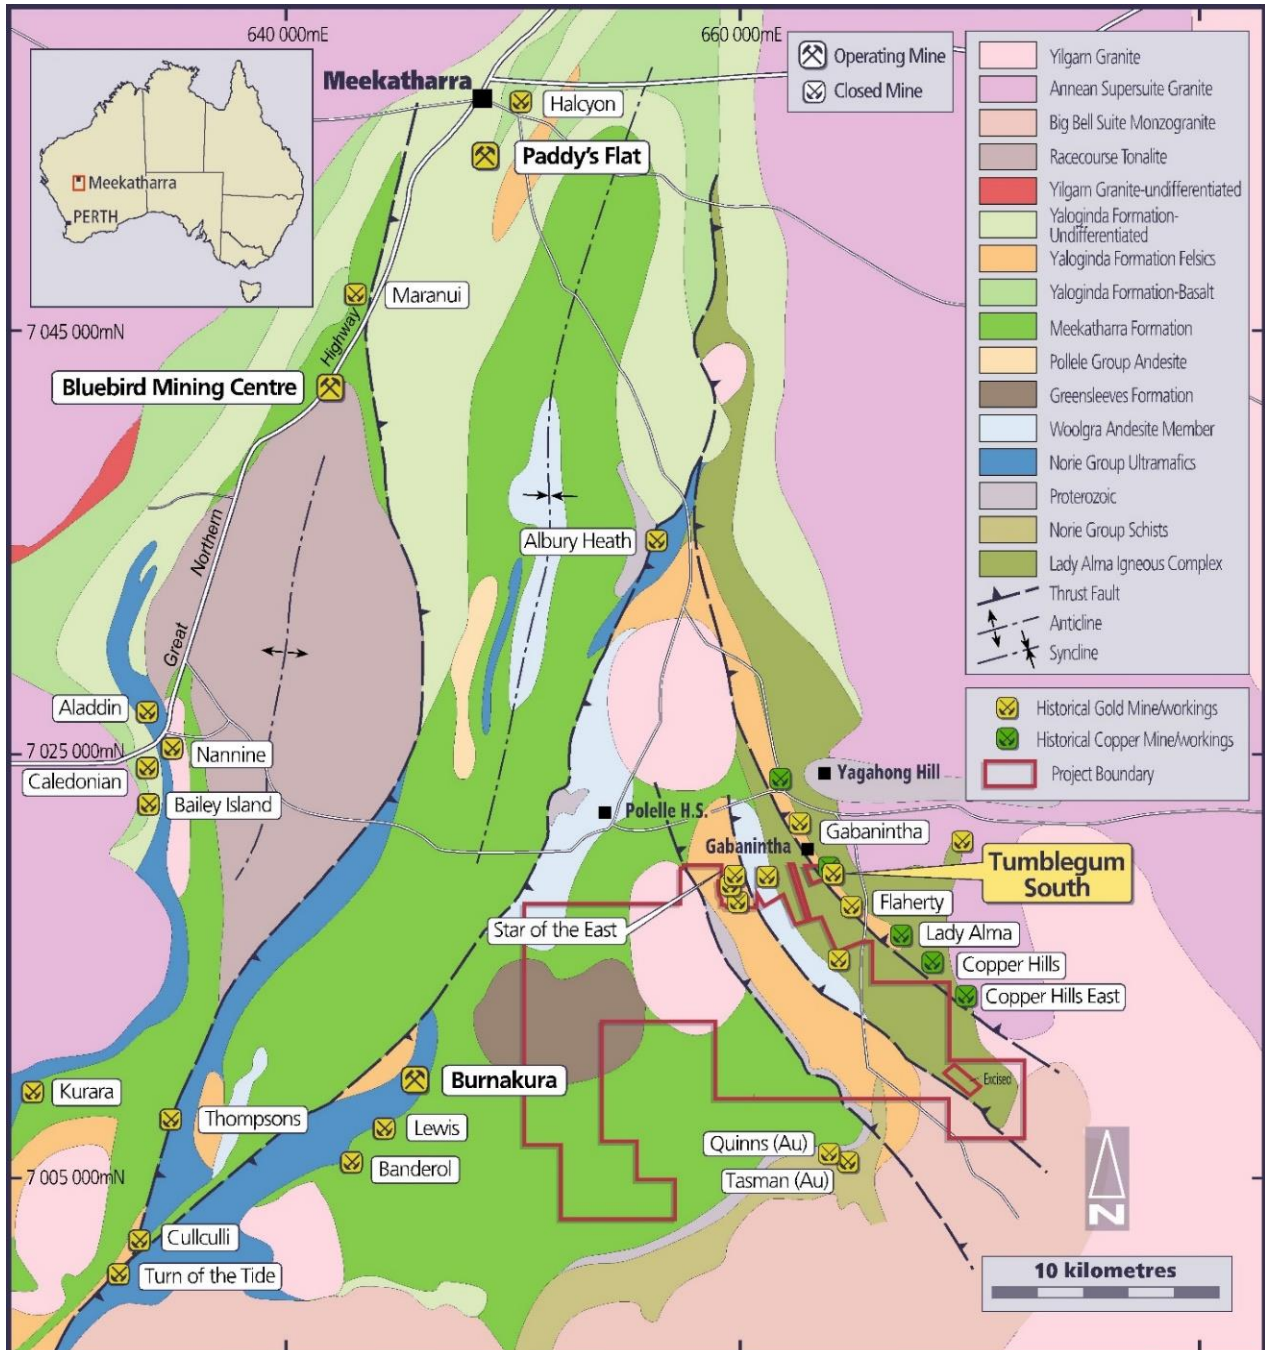 640 000mE
660 000mE
Meekatharra
Halcyon
Paddy's Flat
Operating Mine
Closed Mine
Meekatharra
PERTH
Maranui
7 045 000mN
Highway
Bluebird Mining Centre
Northern
Great
Albury Heath
Aladdin
7 025 000mN
Nannine
Caledonian
Bailey Island
Yagahong Hill
Polelle H.S.
Gabanintha
Gabanintha
Tumblegum
South
Star of the East
Flaherty
Lady Alma
Copper Hills
Copper Hills East
Excised
Kurara
Burnakura
Thompsons
Lewis
Banderol
Quinns (Au)
Tasman (Au)
7 005 000mN
Cullculli
Turn of the Tide
Yilgarn Granite
Annean Supersuite Granite
Big Bell Suite Monzogranite
Racecourse Tonalite
Yilgarn Granite-undifferentiated
Yaloginda Formation-
Undifferentiated
Yaloginda Formation Felsics
Yaloginda Formation-Basalt
Meekatharra Formation
Pollele Group Andesite
Greensleeves Formation
Woolgra Andesite Member
Norie Group Ultramafics
Proterozoic
Norie Group Schists
Lady Alma Igneous Complex
Thrust Fault
Anticline
Syncline
Historical Gold Mine/workings
Historical Copper Mine/workings
Project Boundary
N
10 kilometres